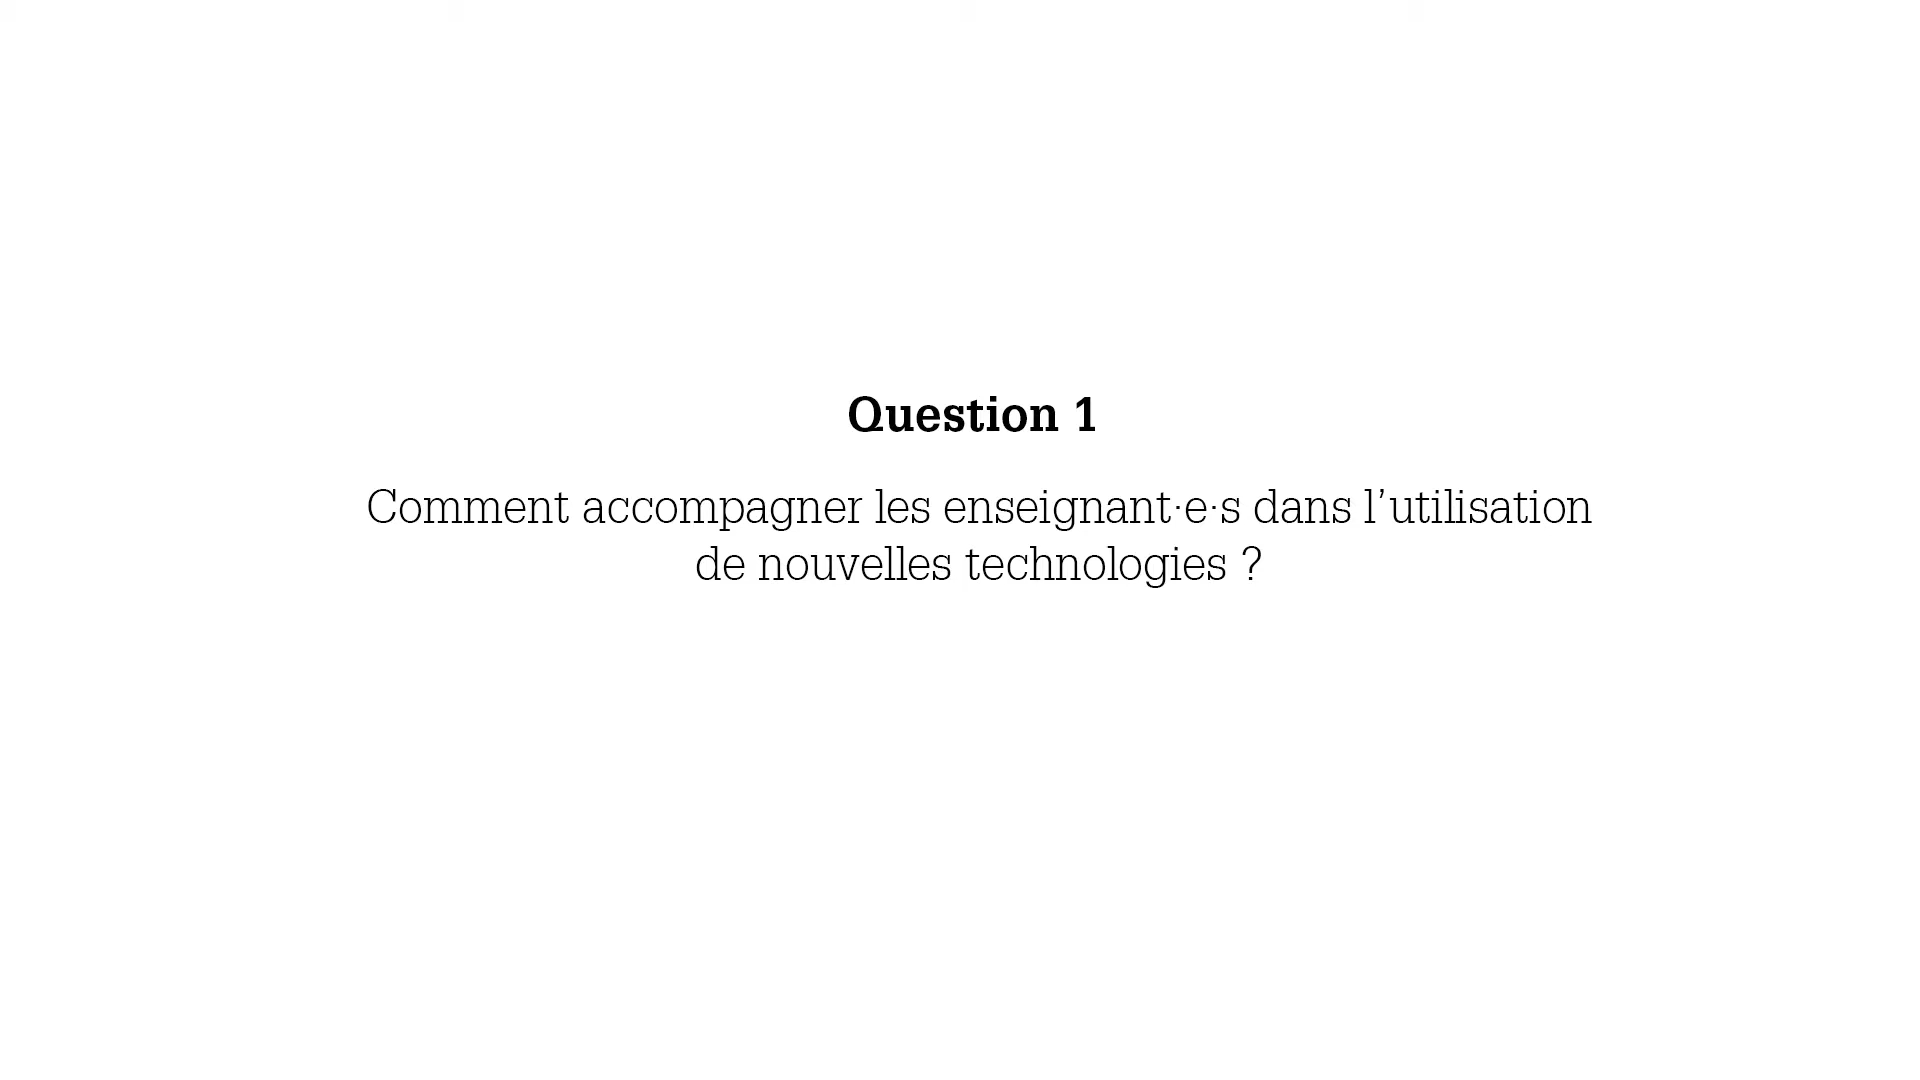 Question 1
Comment accompagner les enseignant·e·s dans l’utilisation
de nouvelles technologies ?